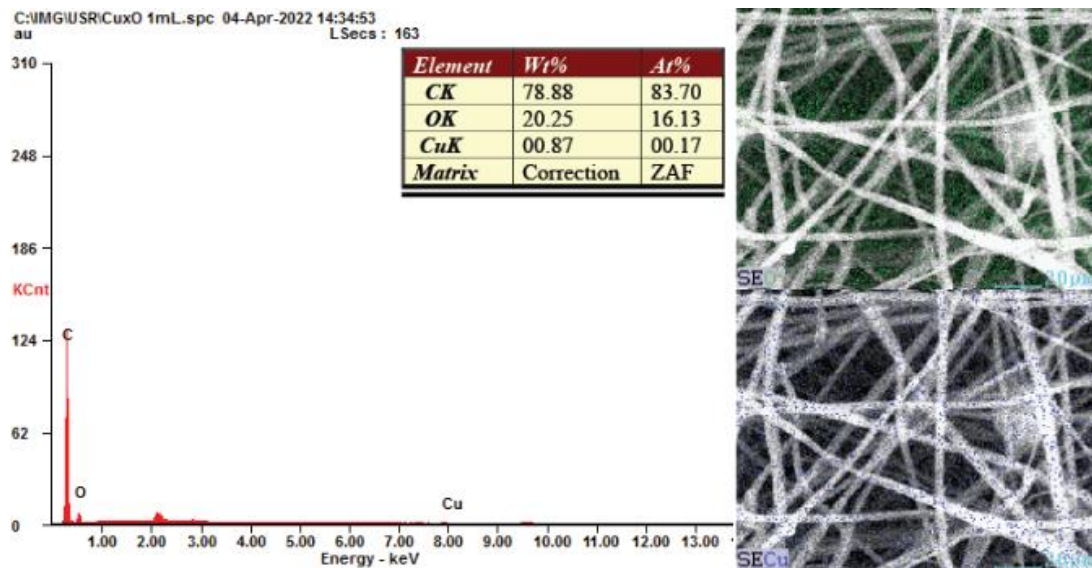 C:\IMG\USR\CuxO 1mL.spc 04-Apr-2022 14:34:53
au LSecs : 163
Element Wt% At%
CK 78.88 83.70
OK 20.25 16.13
CuK 00.87 00.17
Matrix Correction ZAF
310
248
186
KCnt
124
62
0
C
O
Cu
1.00 2.00 3.00 4.00 5.00 6.00 7.00 8.00 9.00 10.00 11.00 12.00 13.00
Energy - keV
SE
SECu